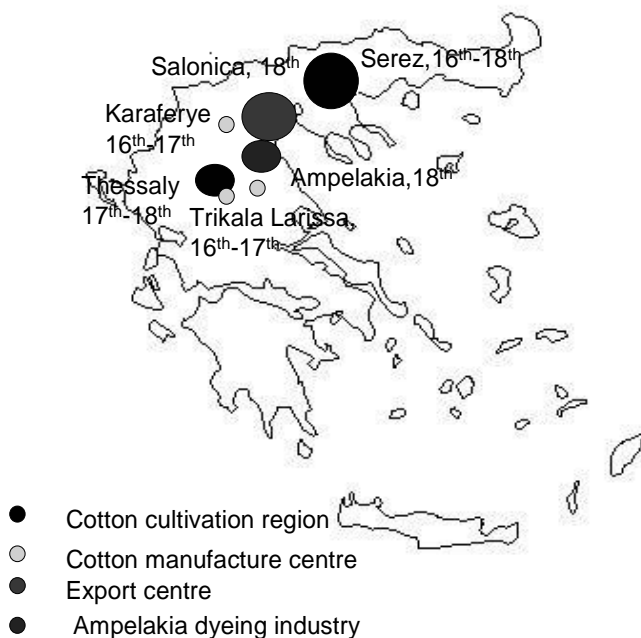 Salonica, 18th
Serez,16th-18th
Karaferye
16th-17th
Thessaly
17th-18th
Ampelakia,18th
Trikala Larissa
16th-17th
Cotton cultivation region
Cotton manufacture centre
Export centre
Ampelakia dyeing industry